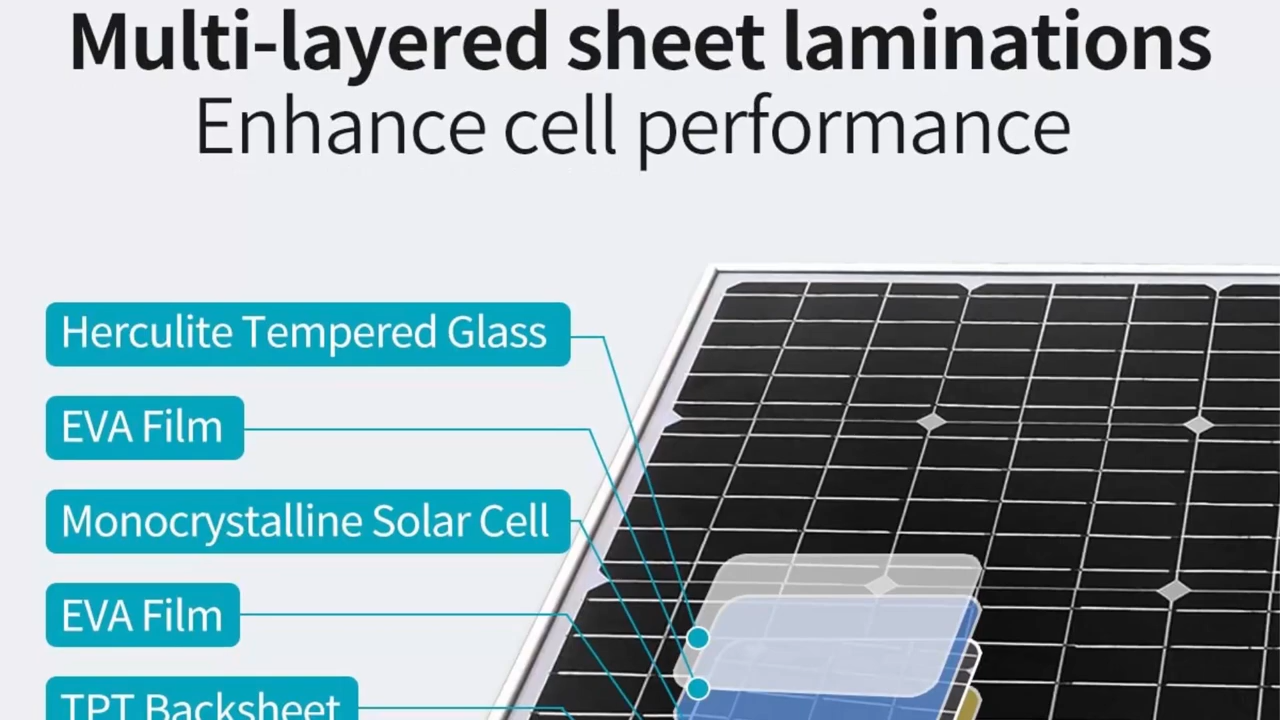 Multi-layered sheet laminations
Enhance cell performance
Herculite Tempered Glass
EVA Film
Monocrystalline Solar Cell
EVA Film
TPT Backsheet